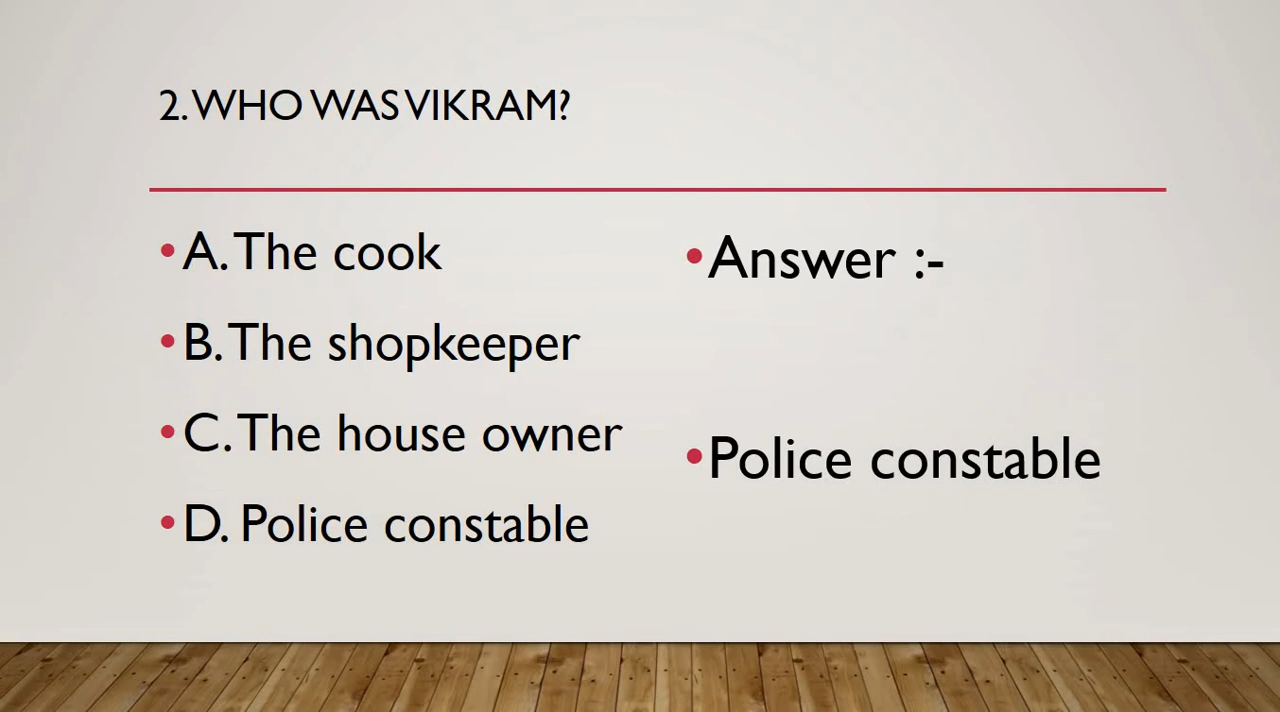 2. WHO WAS VIKRAM?
• A. The cook
• B. The shopkeeper
• C. The house owner
• D. Police constable
• Answer :-
• Police constable